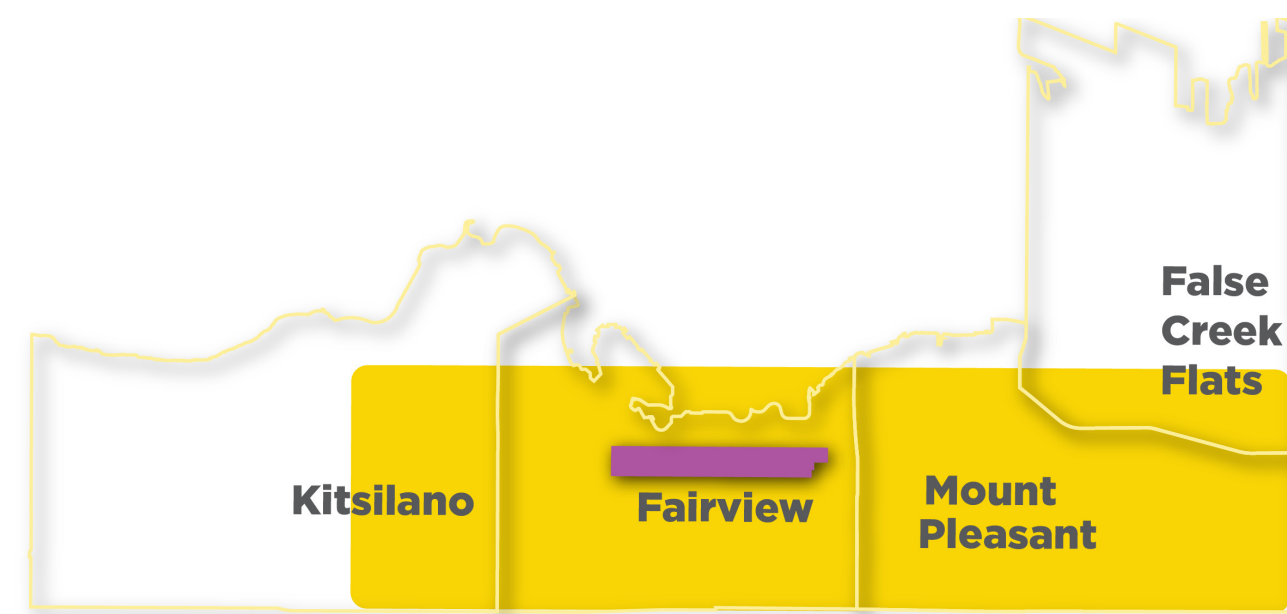 False
Creek
Flats
Kitsilano
Fairview
Mount
Pleasant